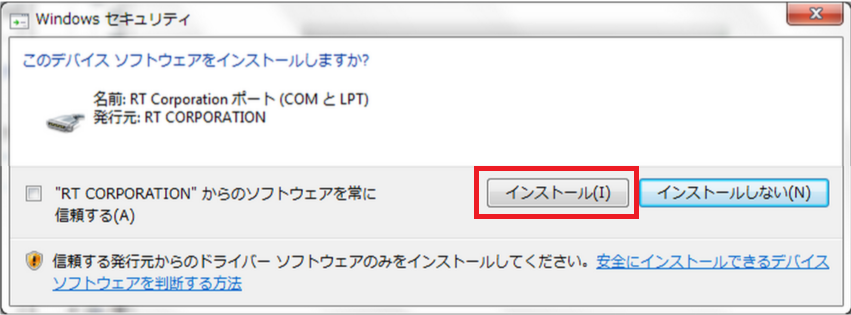 Windows セキュリティ
このデバイス ソフトウェアをインストールしますか?
名前: RT Corporation ポート (COM と LPT)
発行元: RT CORPORATION
"RT CORPORATION" からのソフトウェアを常に
信頼する(A)
インストール(I)
インストールしない(N)
信頼する発行元からのドライバー ソフトウェアのみをインストールしてください。安全にインストールできるデバイス
ソフトウェアを判断する方法